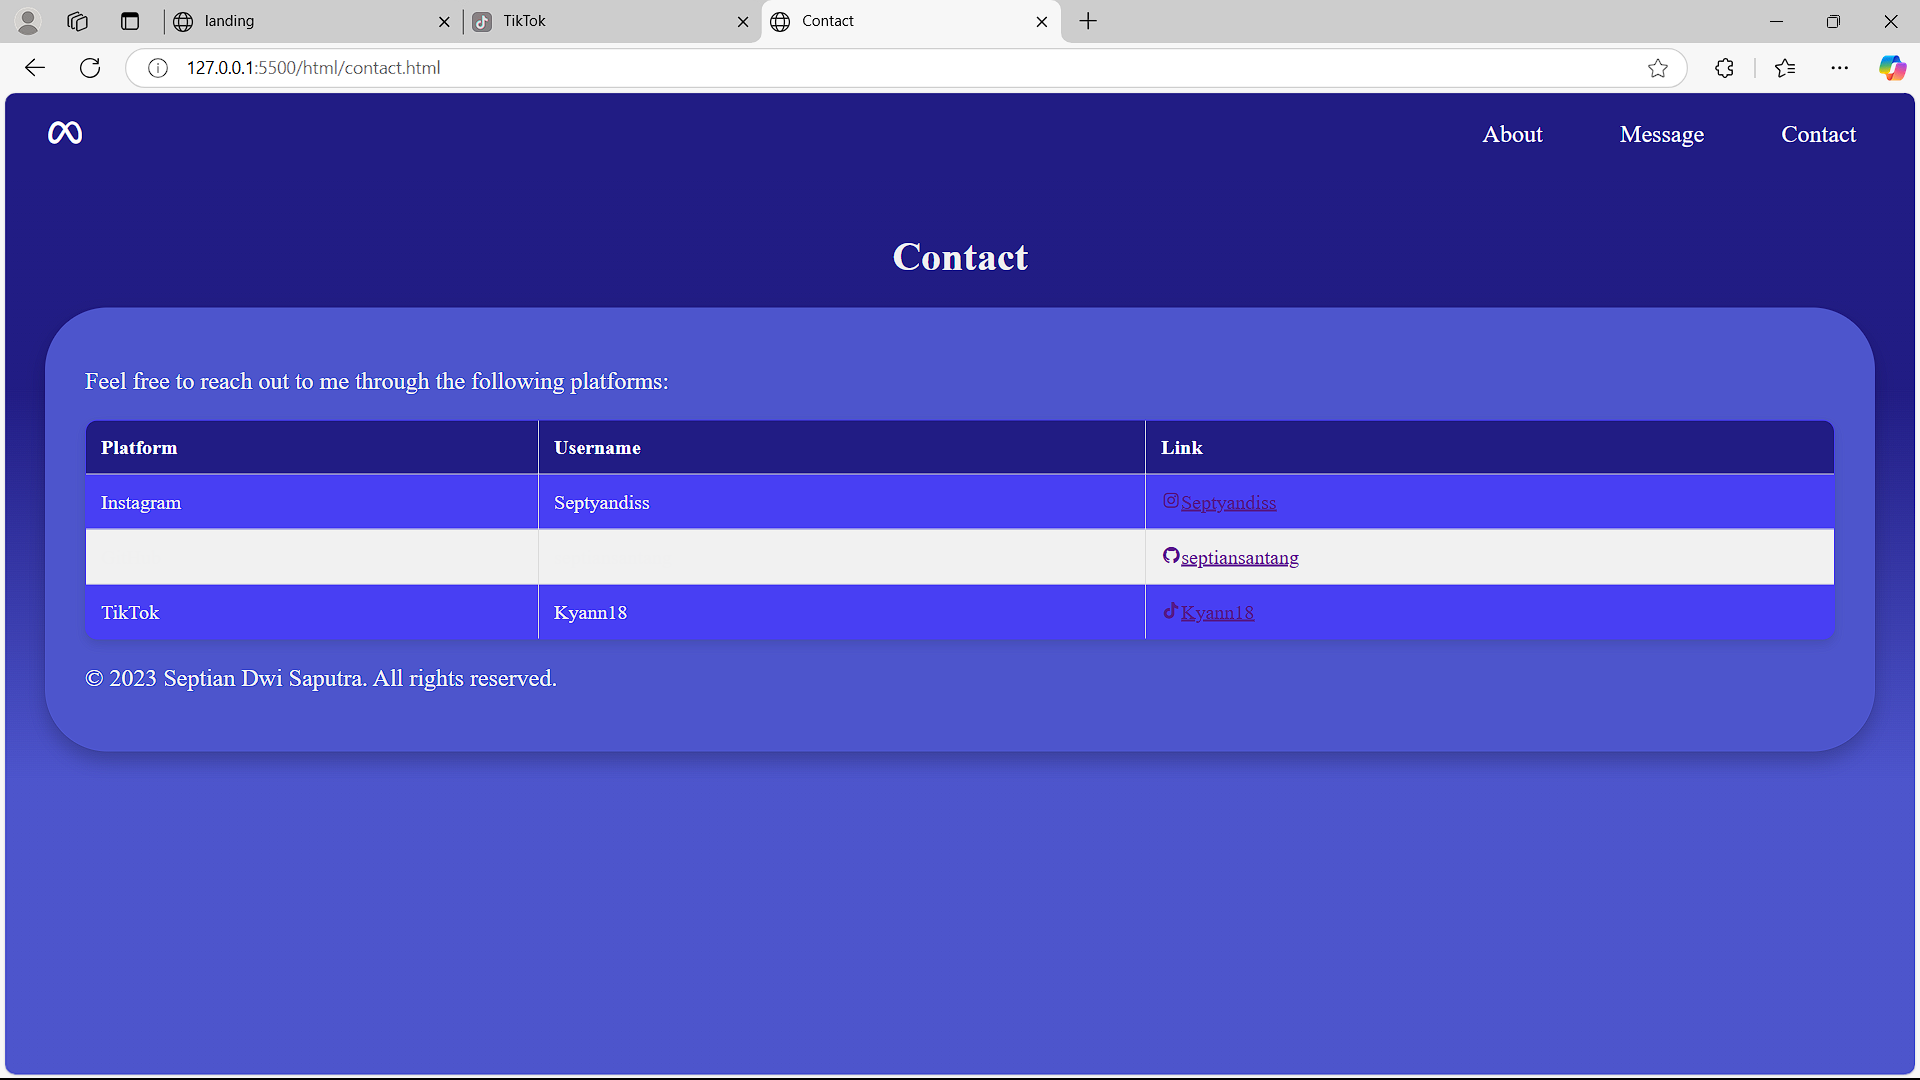 landing
TikTok
Contact
127.0.0.1:5500/html/contact.html
About Message Contact
Contact
Feel free to reach out to me through the following platforms:
Platform Username Link
Instagram Septyandiss Septyandiss
septiansantang
TikTok Kyann18 Kyann18
© 2023 Septian Dwi Saputra. All rights reserved.